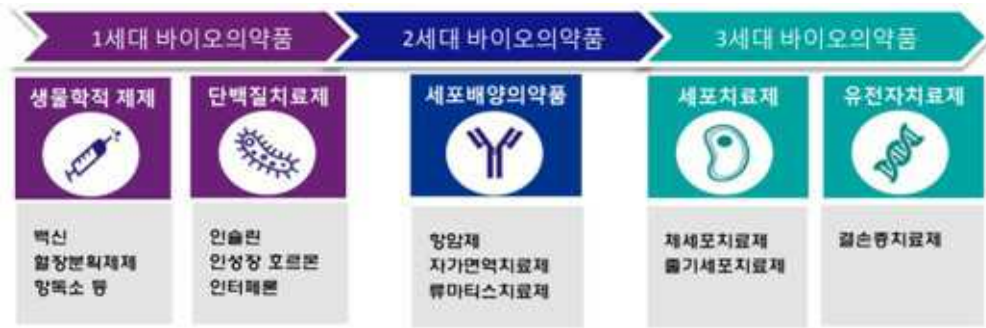 1세대 바이오의약품
2세대 바이오의약품
3세대 바이오의약품
생물학적 제제
단백질치료제
세포배양의약품
세포치료제
유전자치료제
백신
혈장분획제제
항독소 등
인슐린
인성장 호르몬
인터페론
항암제
자가면역치료제
류마티스치료제
체세포치료제
줄기세포치료제
결손증치료제